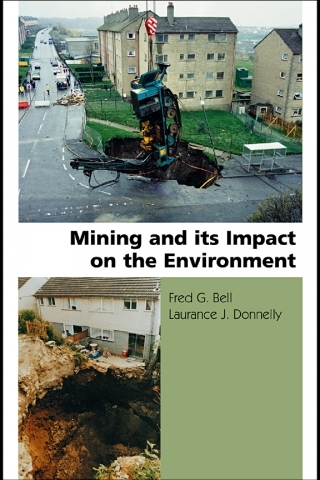 Mining and its Impact
on the Environment
Fred G. Bell
Laurance J. Donnelly